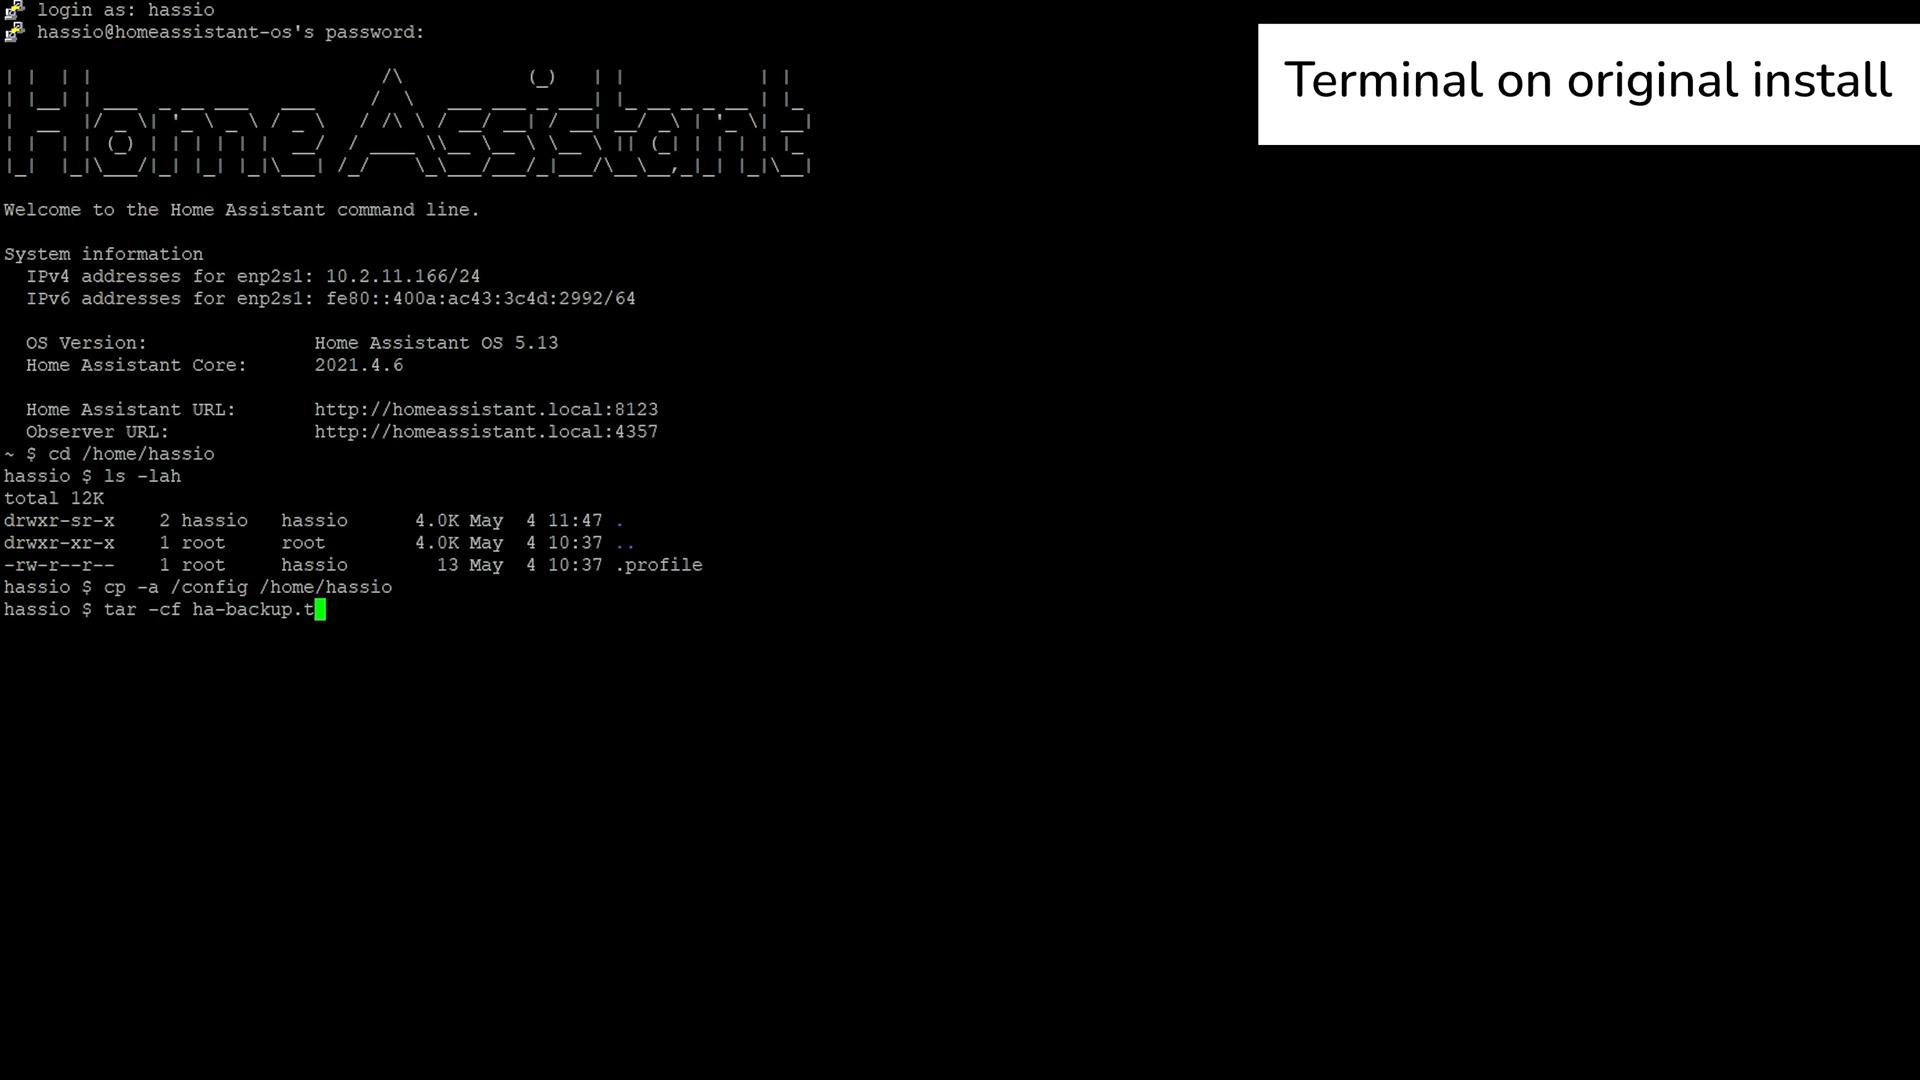 login as: hassio
hassio@homeassistant-os's password:
Terminal on original install
Home Assistant
Welcome to the Home Assistant command line.
System information
IPv4 addresses for enp2s1: 10.2.11.166/24
IPv6 addresses for enp2s1: fe80::400a:ac43:3c4d:2992/64
OS Version: Home Assistant OS 5.13
Home Assistant Core: 2021.4.6
Home Assistant URL: http://homeassistant.local:8123
Observer URL: http://homeassistant.local:4357
~ $ cd /home/hassio
hassio $ ls -lah
total 12K
drwxr-sr-x 2 hassio hassio 4.0K May 4 11:47 .
drwxr-xr-x 1 root root 4.0K May 4 10:37 ..
-rw-r--r-- 1 root hassio 13 May 4 10:37 .profile
hassio $ cp -a /config /home/hassio
hassio $ tar -cf ha-backup.t